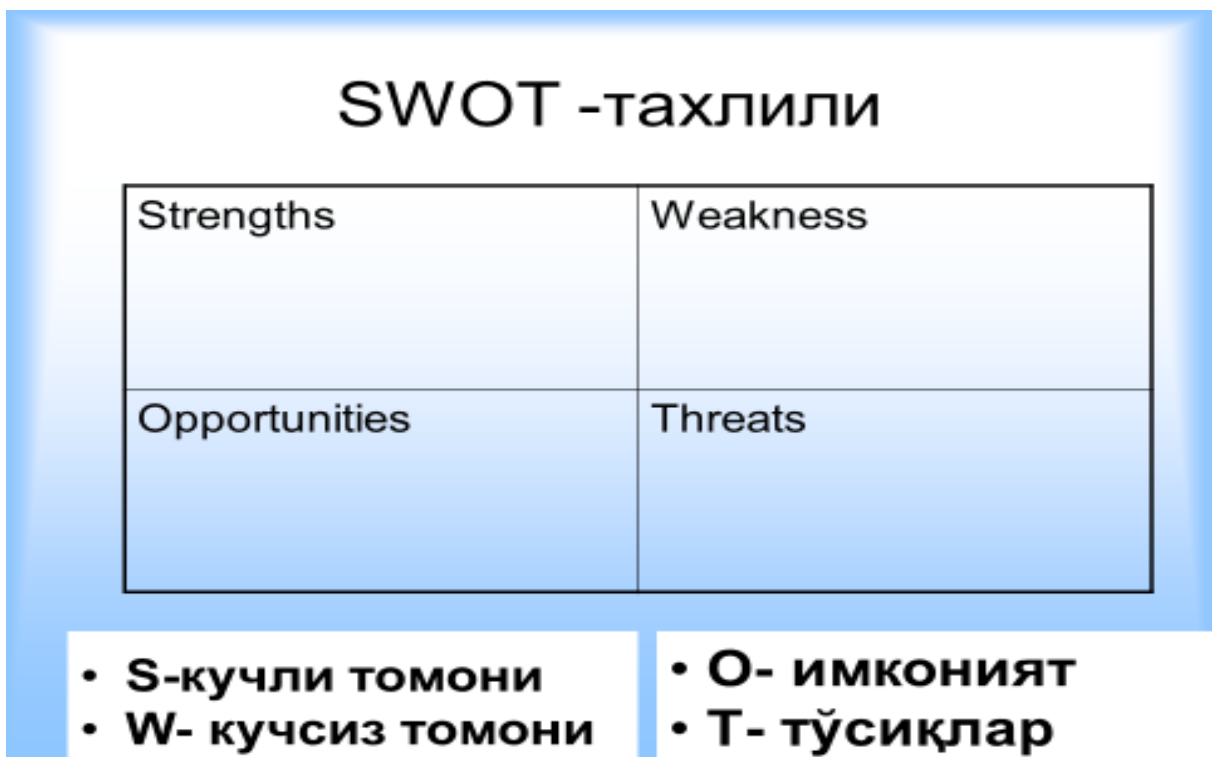 SWOT -тахлили
Strengths
Weakness
Opportunities
Threats
• S-кучли томони
• W- кучсиз томони
• O- имконият
• T- тўсиқлар